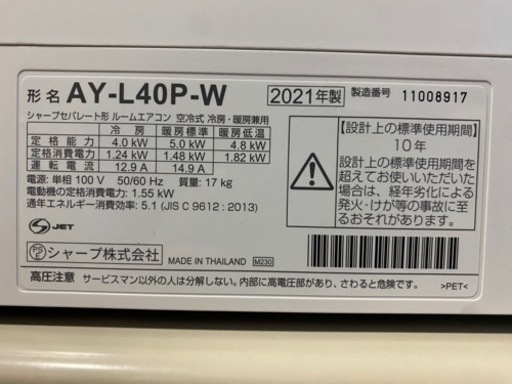 形名 AY-L40P-W 2021年製 製造番号 11008917
シャープセパレート形 ルームエアコン 空冷式 冷房・暖房兼用
冷房 暖房標準 暖房低温
定格能力 4.0 kW 5.0 kW 4.8 kW
定格消費電力 1.24 kW 1.48 kW 1.82 kW
運転電流 12.9 A 14.9 A
電源: 単相 100 V 50/60 Hz 質量: 17 kg
電動機の定格消費電力: 1.55 kW
通年エネルギー消費効率: 5.1 (JIS C 9612 : 2013)
【設計上の標準使用期間】
10年
設計上の標準使用期間を
超えてお使いいただいた
場合は、経年劣化による
発火・けが等の事故に至る
おそれがあります。
S JET
PS E シャープ株式会社 MADE IN THAILAND M230
高圧注意 サービスマン以外の人は分解しない。内部に高電圧部があり、さわると危険です。 >PET<